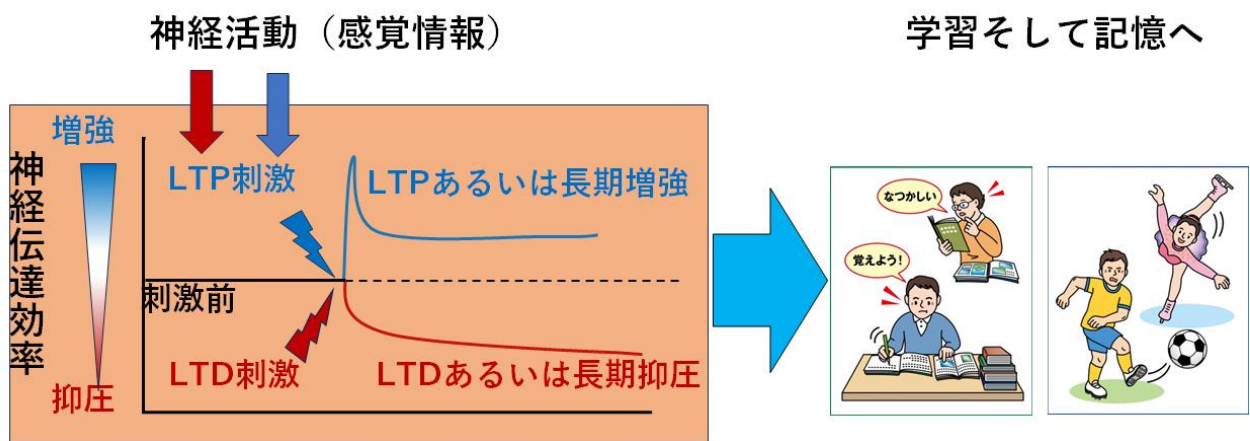 神経活動（感覚情報）
学習そして記憶へ
増強
神経伝達効率
抑圧
LTP刺激
LTPあるいは長期増強
刺激前
LTD刺激
LTDあるいは長期抑圧
なつかしい
覚えよう！